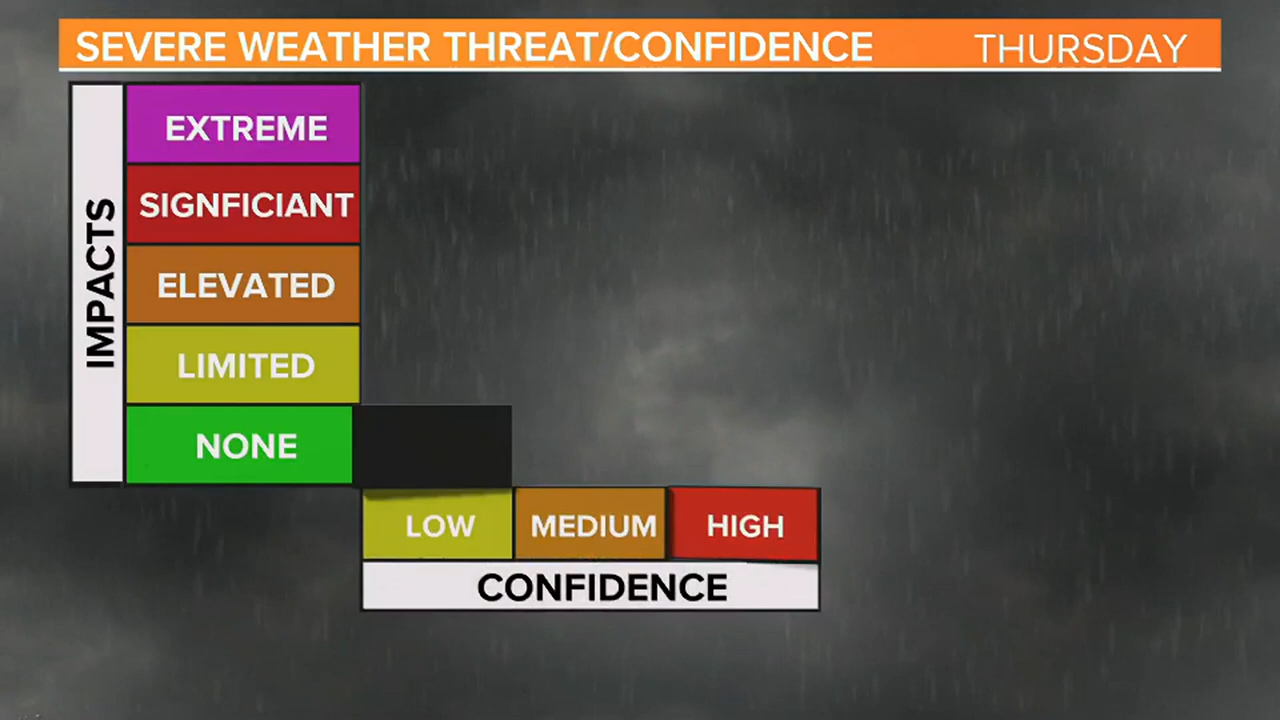 SEVERE WEATHER THREAT/CONFIDENCE THURSDAY
IMPACTS
EXTREME
SIGNFICIANT
ELEVATED
LIMITED
NONE
LOW MEDIUM HIGH
CONFIDENCE